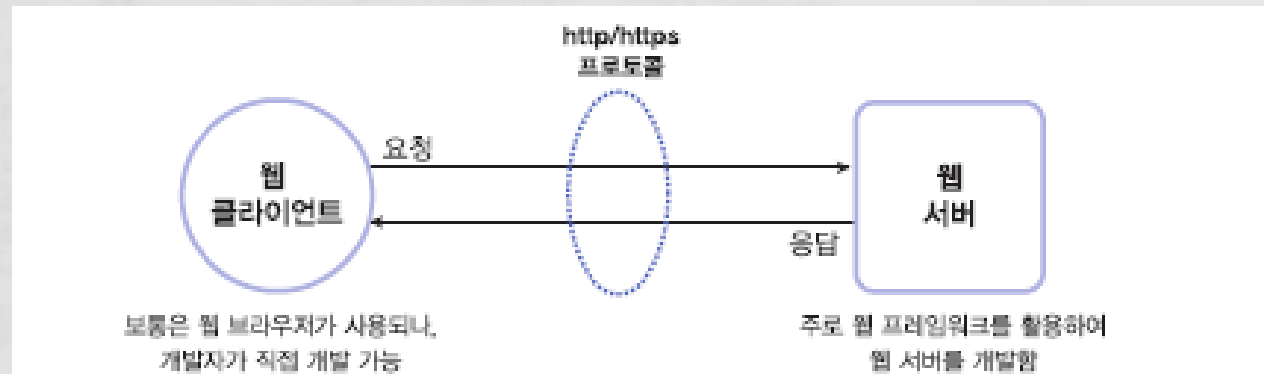 http/https
프로토콜
요청
웹
클라이언트
웹
서버
응답
보통은 웹 브라우저가 사용되나,
개발자가 직접 개발 가능
주로 웹 프레임워크를 활용하여
웹 서버를 개발함